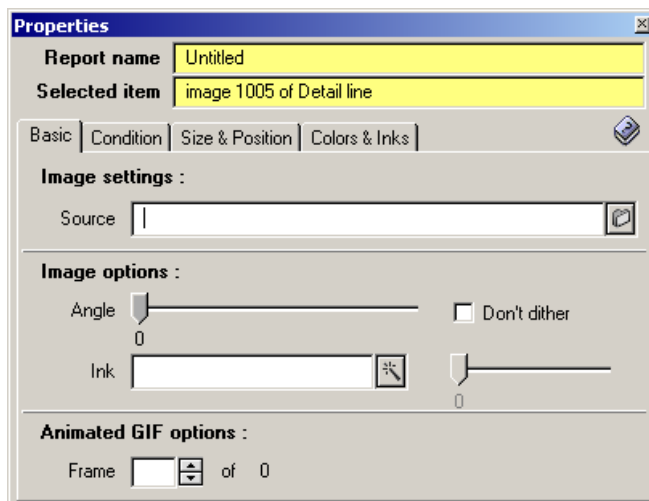 Properties
Report name Untitled
Selected item image 1005 of Detail line
Basic Condition Size & Position Colors & Inks
Image settings :
Source
Image options :
Angle Don't dither
0
Ink
0
Animated GIF options :
Frame of 0